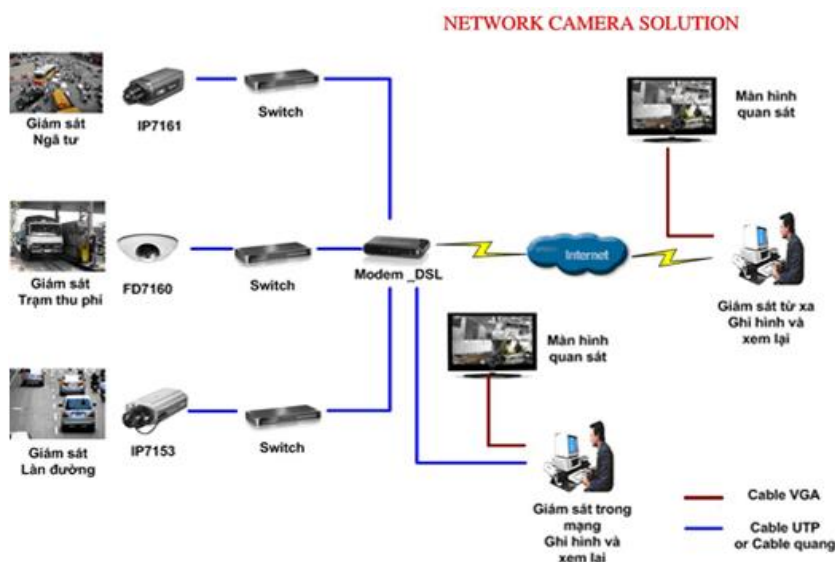 NETWORK CAMERA SOLUTION
Giám sát
Ngã tư
IP7161
Switch
Màn hình
quan sát
Giám sát
Trạm thu phí
FD7160
Switch
Modem _DSL
Internet
Giám sát từ xa
Ghi hình và
xem lại
Màn hình
quan sát
Giám sát
Làn đường
IP7153
Switch
Giám sát trong
mạng
Ghi hình và
xem lại
Cable VGA
Cable UTP
or Cable quang